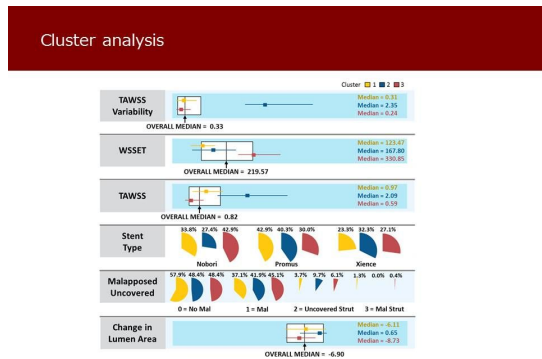 Cluster analysis
Cluster 1 2 3
TAWSS Variability
Median = 0.31
Median = 2.35
Median = 0.24
OVERALL MEDIAN = 0.33
WSSET
Median = 123.47
Median = 167.80
Median = 330.85
OVERALL MEDIAN = 219.57
TAWSS
Median = 0.97
Median = 2.09
Median = 0.59
OVERALL MEDIAN = 0.82
Stent Type
33.8% 27.4% 42.9% 42.9% 40.3% 30.0% 23.3% 32.3% 27.1%
Nobori Promus Xience
Malapposed Uncovered
57.9% 48.4% 48.4% 37.1% 41.9% 45.1% 3.7% 9.7% 6.1% 1.3% 0.0% 0.4%
0 = No Mal 1 = Mal 2 = Uncovered Strut 3 = Mal Strut
Change in Lumen Area
Median = -6.11
Median = 0.65
Median = -8.73
OVERALL MEDIAN = -6.90